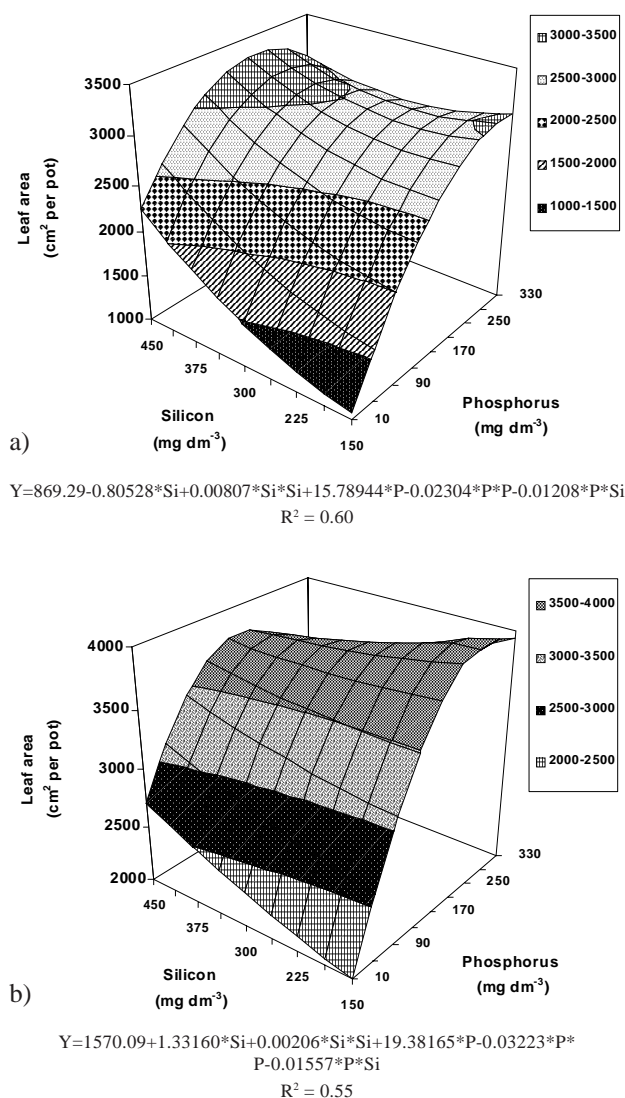 3000-3500
2500-3000
2000-2500
1500-2000
1000-1500
3500
3000
2500
2000
1500
1000
Leaf area
(cm² per pot)
450
375
300
225
150
Silicon
(mg dm⁻³)
10
90
170
250
330
Phosphorus
(mg dm⁻³)
a)
Y=869.29-0.80528*Si+0.00807*Si*Si+15.78944*P-0.02304*P*P-0.01208*P*Si
R² = 0.60
3500-4000
3000-3500
2500-3000
2000-2500
4000
3500
3000
2500
2000
Leaf area
(cm² per pot)
450
375
300
225
150
Silicon
(mg dm⁻³)
10
90
170
250
330
Phosphorus
(mg dm⁻³)
b)
Y=1570.09+1.33160*Si+0.00206*Si*Si+19.38165*P-0.03223*P*
P-0.01557*P*Si
R² = 0.55